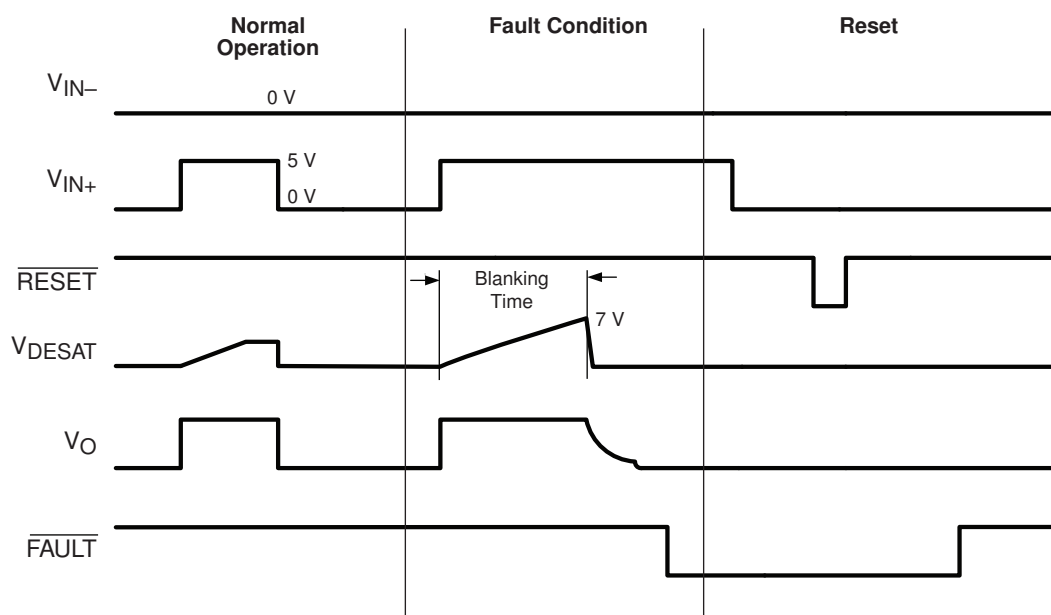 Normal
Operation
Fault Condition
Reset
VIN–
0 V
VIN+
5 V
0 V
RESET
Blanking
Time
7 V
VDESAT
VO
FAULT